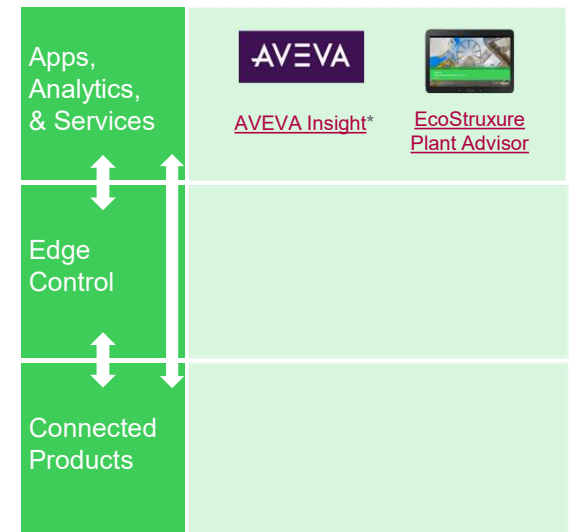 Apps,
Analytics,
& Services
AVEVA
AVEVA Insight*
EcoStruxure
Plant Advisor
Edge
Control
Connected
Products